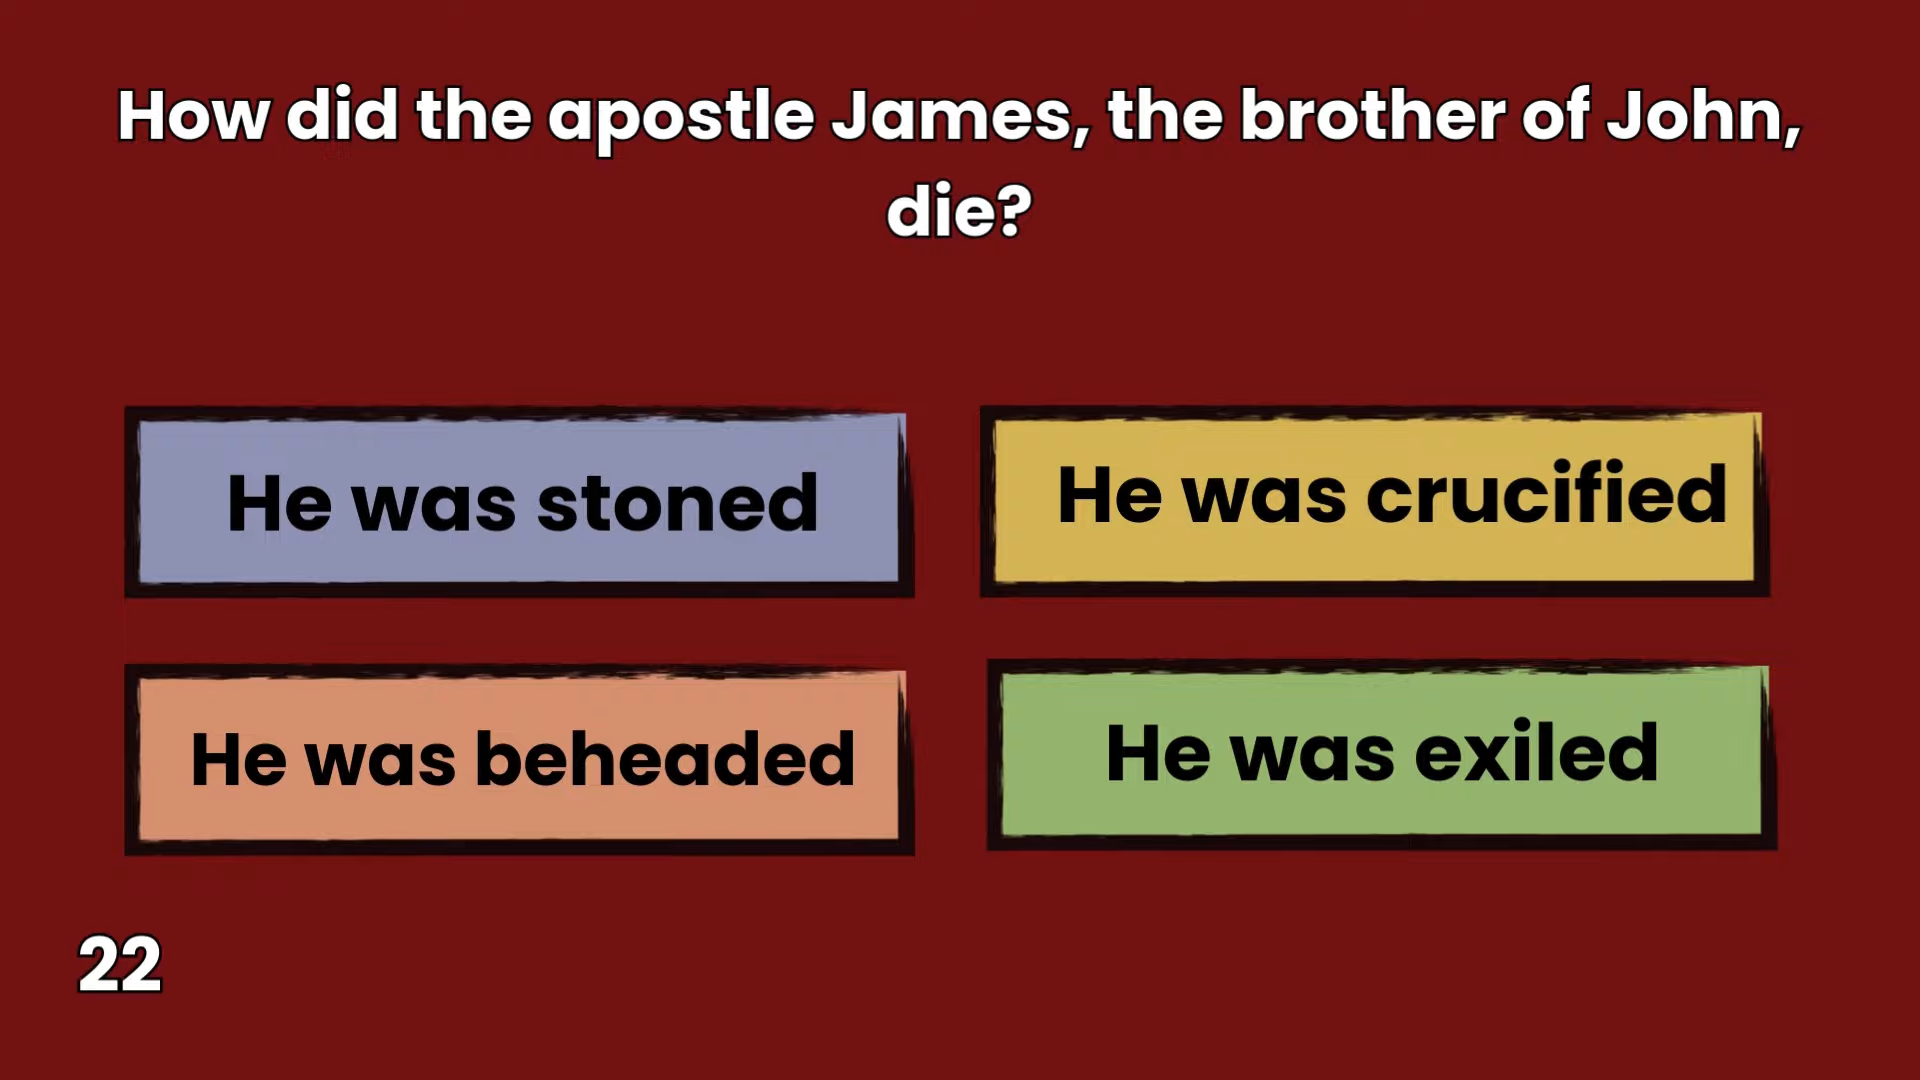 How did the apostle James, the brother of John,
die?
He was stoned
He was crucified
He was beheaded
He was exiled
22